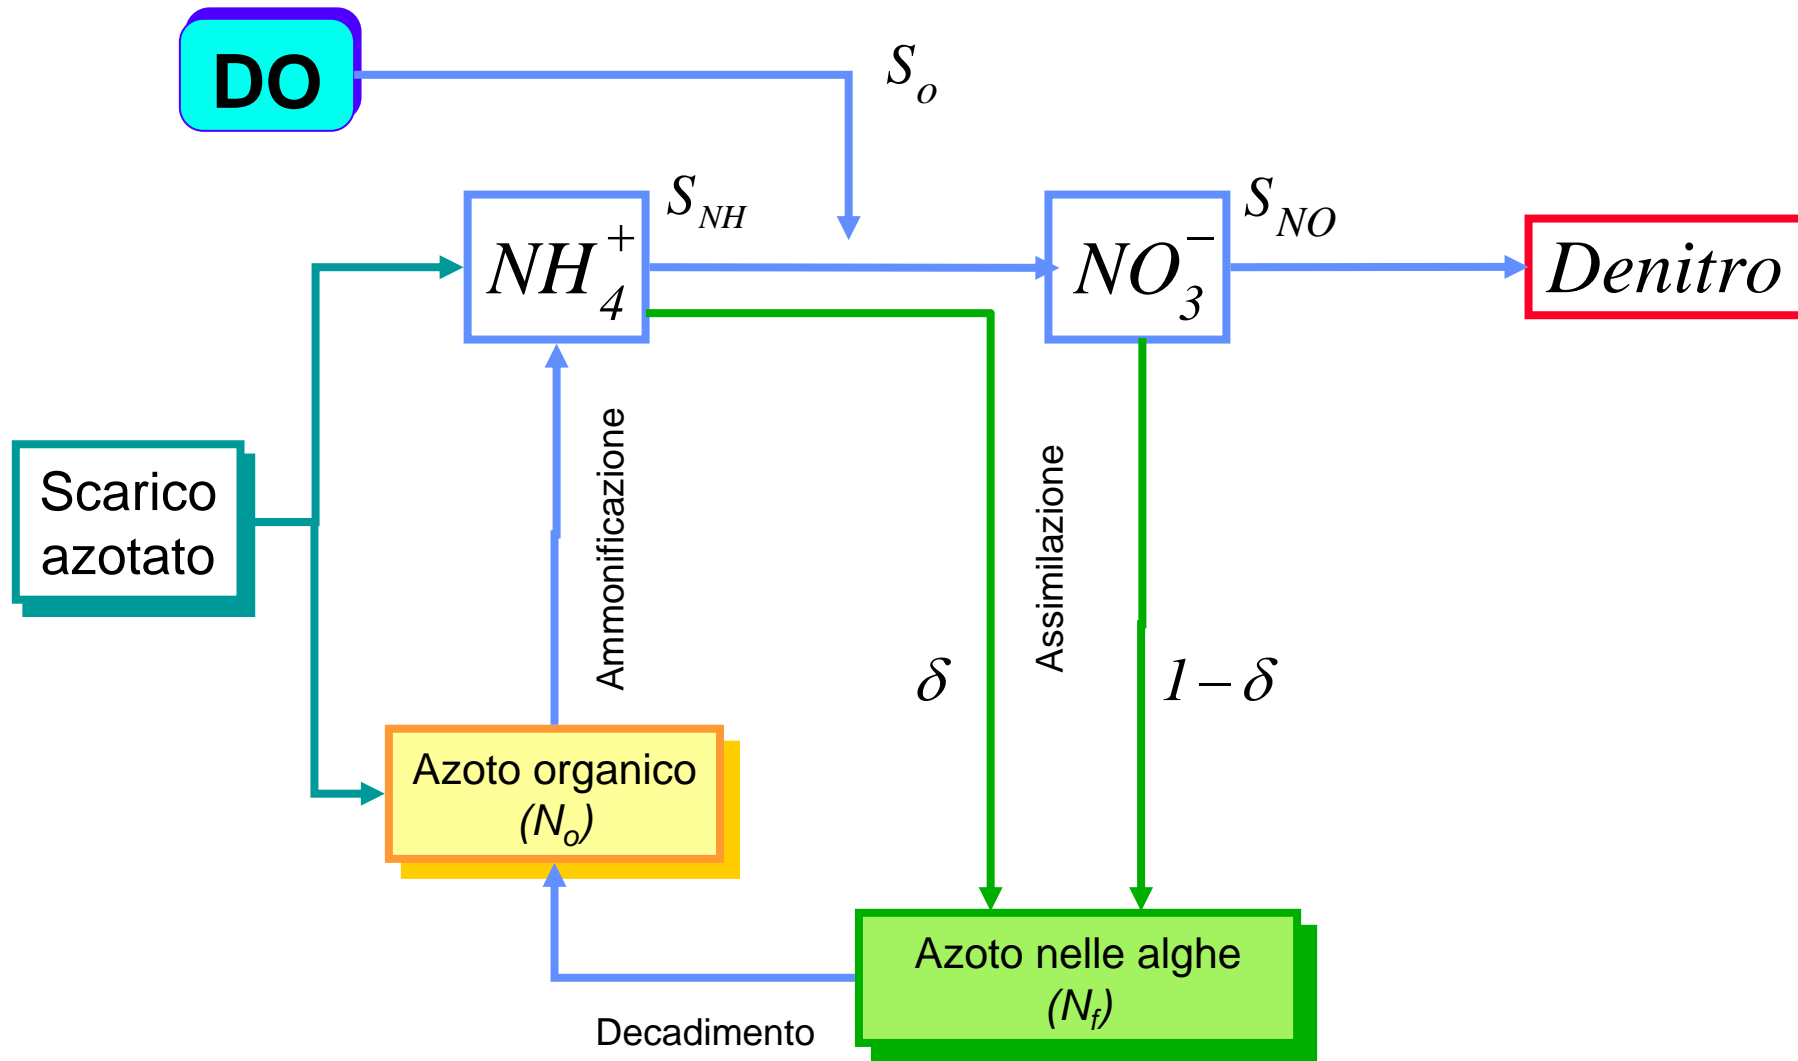 DO
S_o
S_NH
S_NO
NH_4^+
NO_3^-
Denitro
Scarico
azotato
Ammonificazione
Assimilazione
δ
1−δ
Azoto organico
(N_o)
Azoto nelle alghe
(N_f)
Decadimento